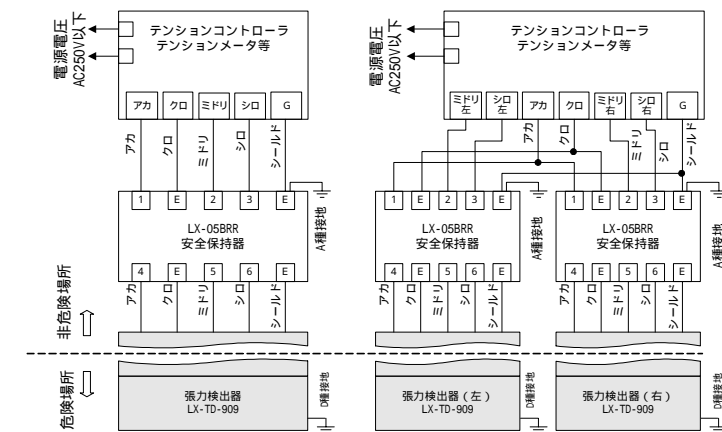 電源電圧
AC250V以下
テンションコントローラ
テンションメータ等
アカ
クロ
ミドリ
シロ
G
アカ
クロ
ミドリ
シロ
シールド
1
E
2
3
E
LX-05BRR
安全保持器
A種接地
4
E
5
6
E
アカ
クロ
ミドリ
シロ
シールド
非危険場所
危険場所
張力検出器
LX-TD-909
D種接地
電源電圧
AC250V以下
テンションコントローラ
テンションメータ等
ミドリ
左
シロ
左
アカ
クロ
ミドリ
右
シロ
右
G
アカ
クロ
ミドリ
シロ
シールド
1
E
2
3
E
LX-05BRR
安全保持器
A種接地
4
E
5
6
E
アカ
クロ
ミドリ
シロ
シールド
張力検出器(左)
LX-TD-909
D種接地
1
E
2
3
E
LX-05BRR
安全保持器
A種接地
4
E
5
6
E
アカ
クロ
ミドリ
シロ
シールド
張力検出器(右)
LX-TD-909
D種接地